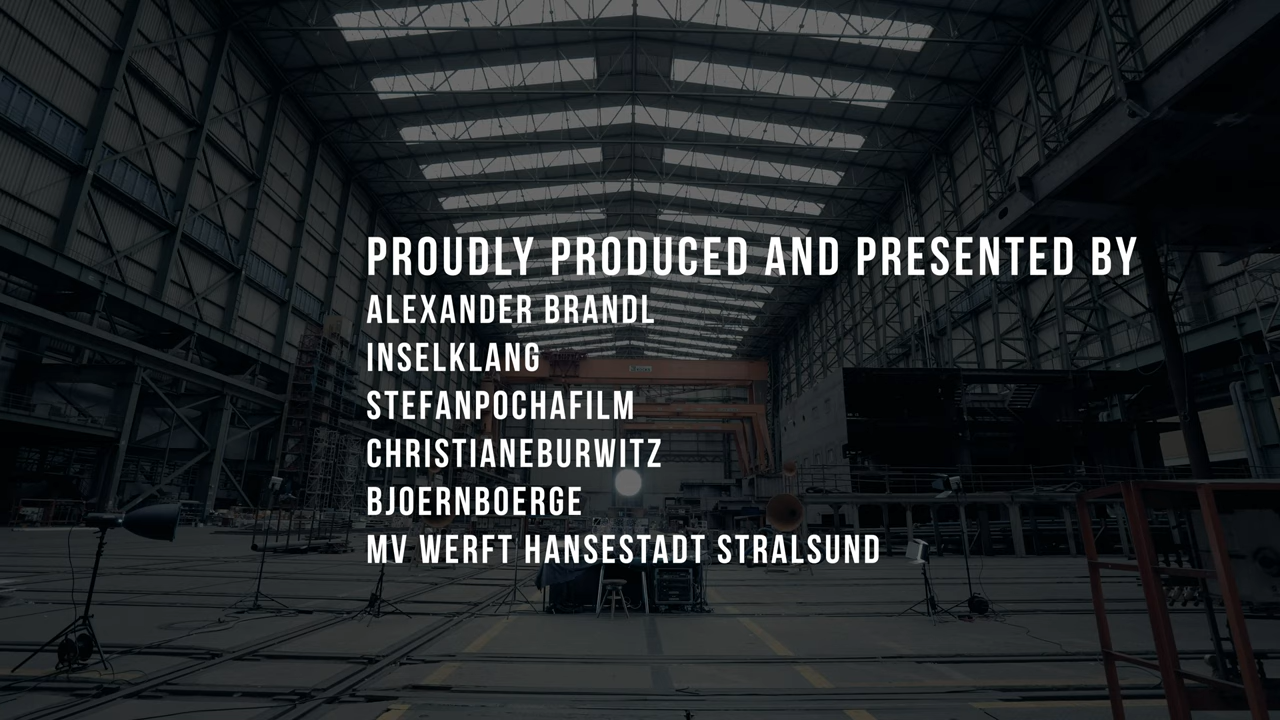 PROUDLY PRODUCED AND PRESENTED BY
ALEXANDER BRANDL
INSELKLANG
STEFANPOCHAFILM
CHRISTIANEBURWITZ
BJOERNBOERGE
MV WERFT HANSESTADT STRALSUND